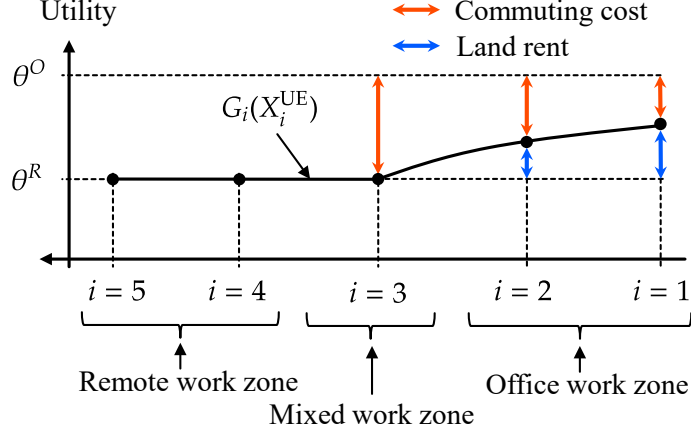 Utility
Commuting cost
Land rent
θ^O
G_i(X_i^UE)
θ^R
i = 5
i = 4
i = 3
i = 2
i = 1
Remote work zone
Mixed work zone
Office work zone